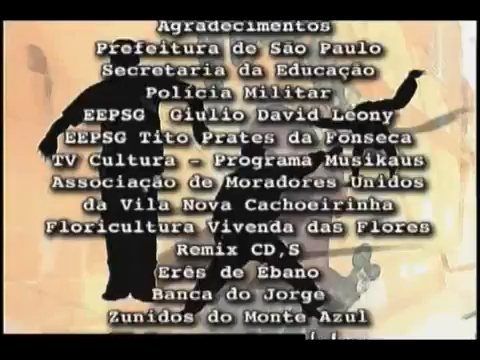 Agradecimentos
Prefeitura de São Paulo
Secretaria da Educação
Polícia Militar
EEPSG Giulio David Leony
EEPSG Tito Prates da Fonseca
TV Cultura - Programa Musikaus
Associação de Moradores Unidos
da Vila Nova Cachoeirinha
Floricultura Vivenda das Flores
Remix CD,S
Erês de Ébano
Banca do Jorge
Zunidos do Monte Azul